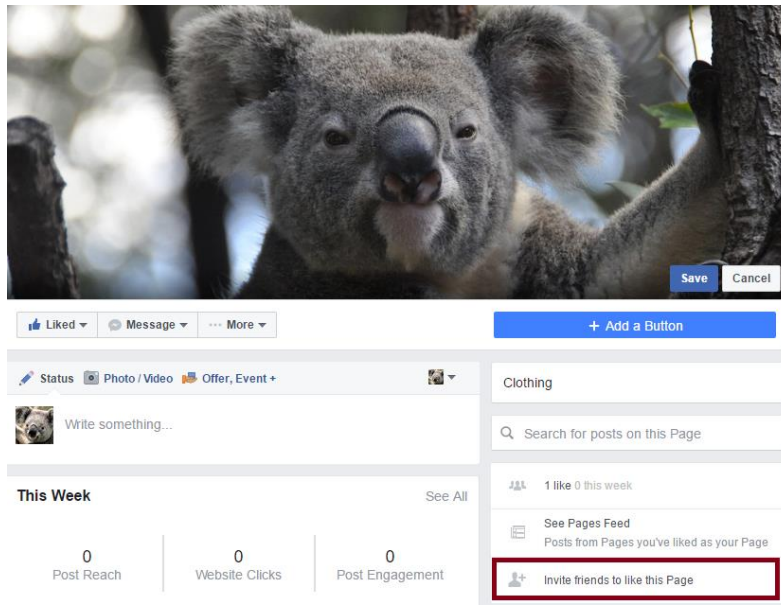 Save Cancel
Liked Message More + Add a Button
Status Photo / Video Offer, Event +
Clothing
Write something...
Search for posts on this Page
This Week See All
1 like 0 this week
See Pages Feed
Posts from Pages you've liked as your Page
0 0 0
Post Reach Website Clicks Post Engagement
Invite friends to like this Page